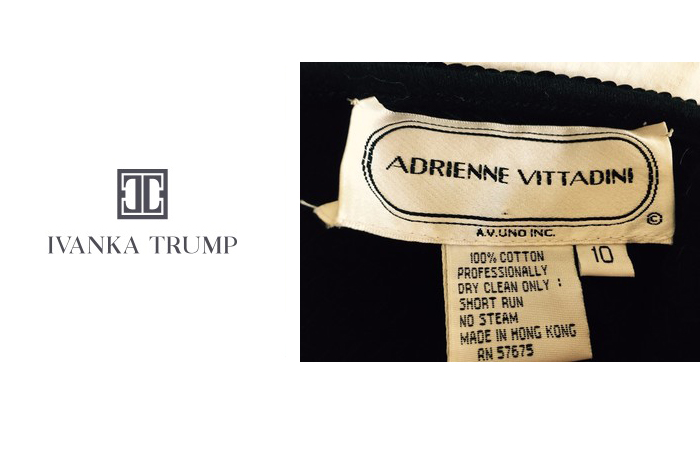 IVANKA TRUMP
ADRIENNE VITTADINI
©
A.V.UNO INC.
10
100% COTTON
PROFESSIONALLY
DRY CLEAN ONLY :
SHORT RUN
NO STEAM
MADE IN HONG KONG
RN 57675